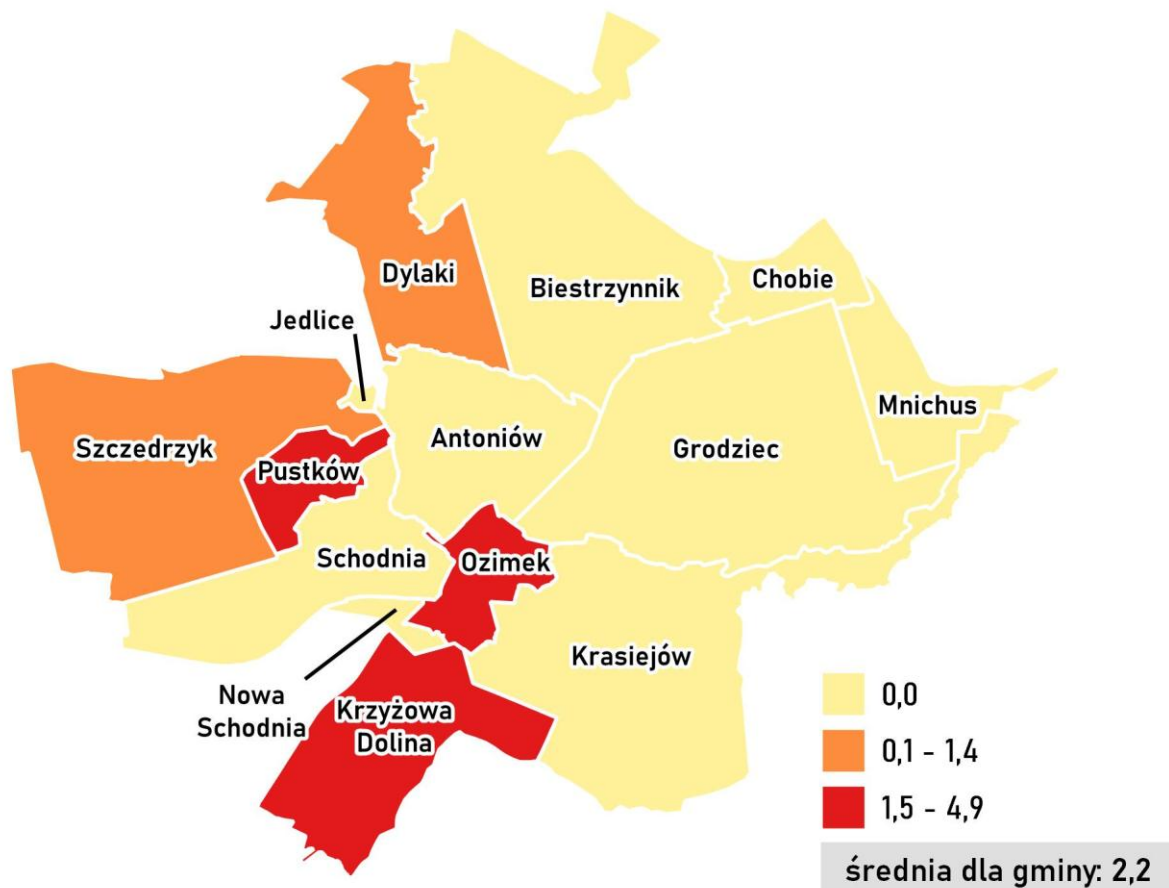 Dylaki
Biestrzynnik
Chobie
Jedlice
Mnichus
Szczedrzyk
Antoniów
Grodziec
Pustków
Schodnia
Ozimek
Krasiejów
Nowa
Schodnia
Krzyżowa
Dolina
0,0
0,1 - 1,4
1,5 - 4,9
średnia dla gminy: 2,2